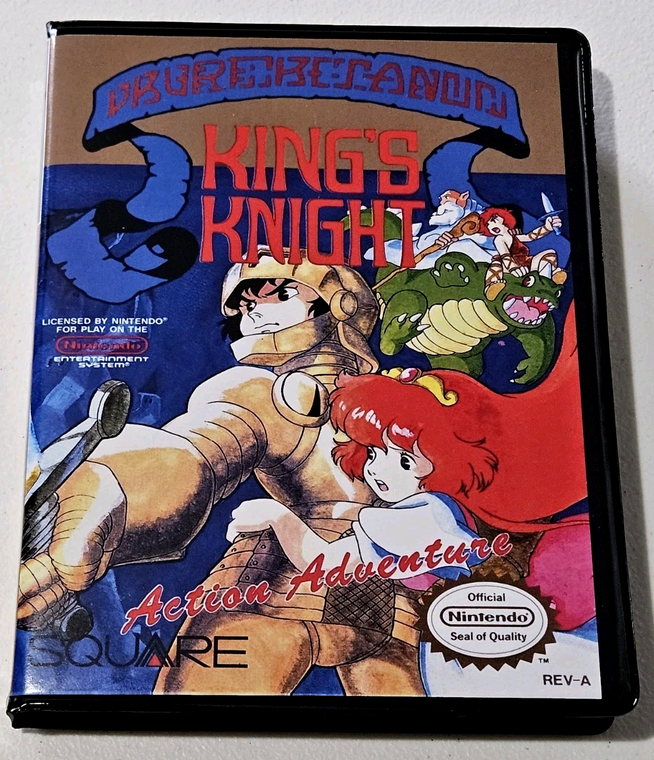 KING'S
KNIGHT
LICENSED BY NINTENDO®
FOR PLAY ON THE
Nintendo
ENTERTAINMENT
SYSTEM®
Action Adventure
SQUARE
Official
Nintendo®
Seal of Quality
™
REV-A